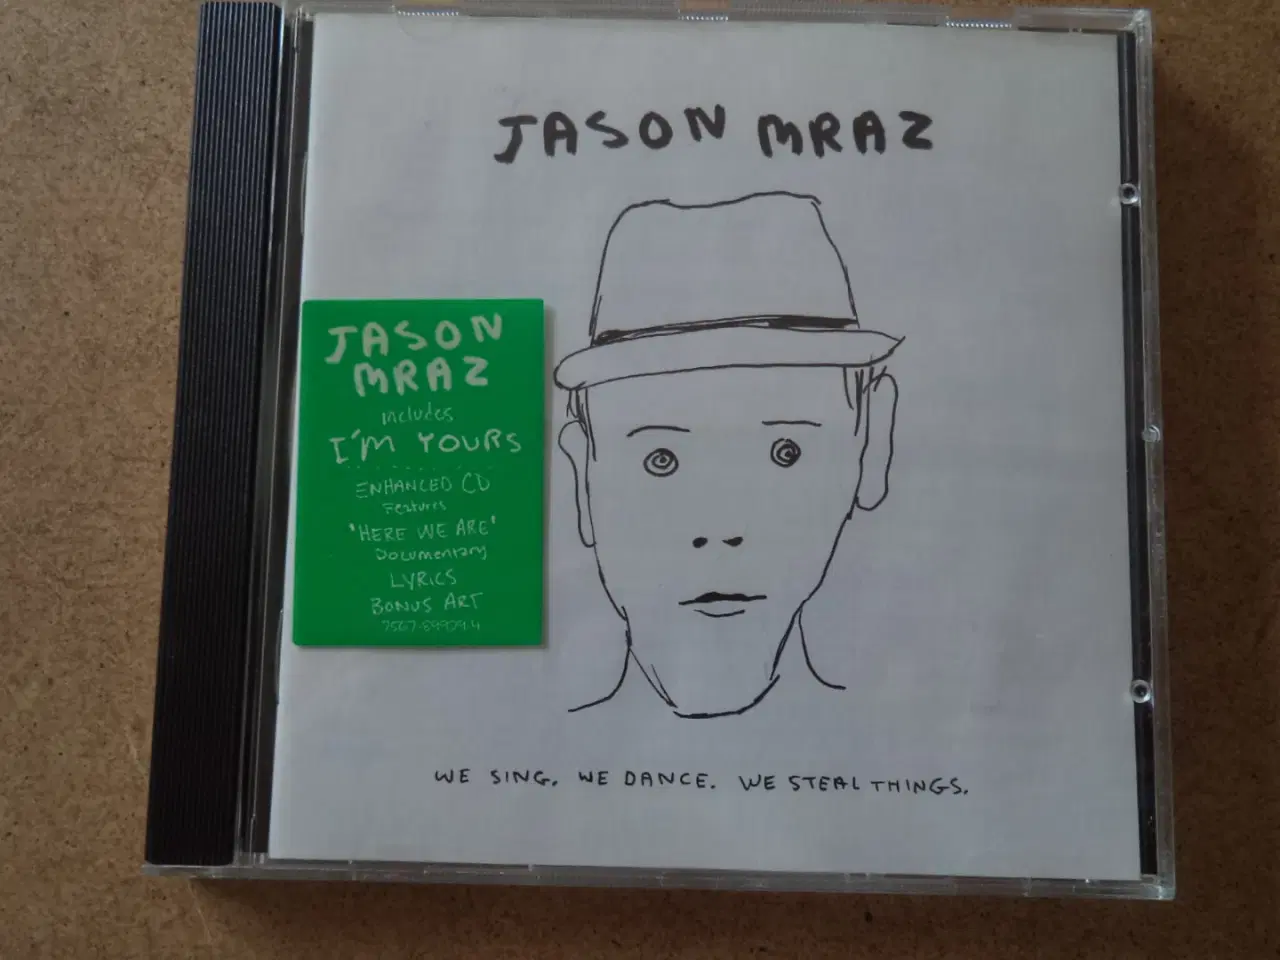 JASON MRAZ
JASON
MRAZ
includes
I'M YOURS
ENHANCED CD
Features
'HERE WE ARE'
Documentary
LYRICS
BONUS ART
WE SING. WE DANCE. WE STEAL THINGS.